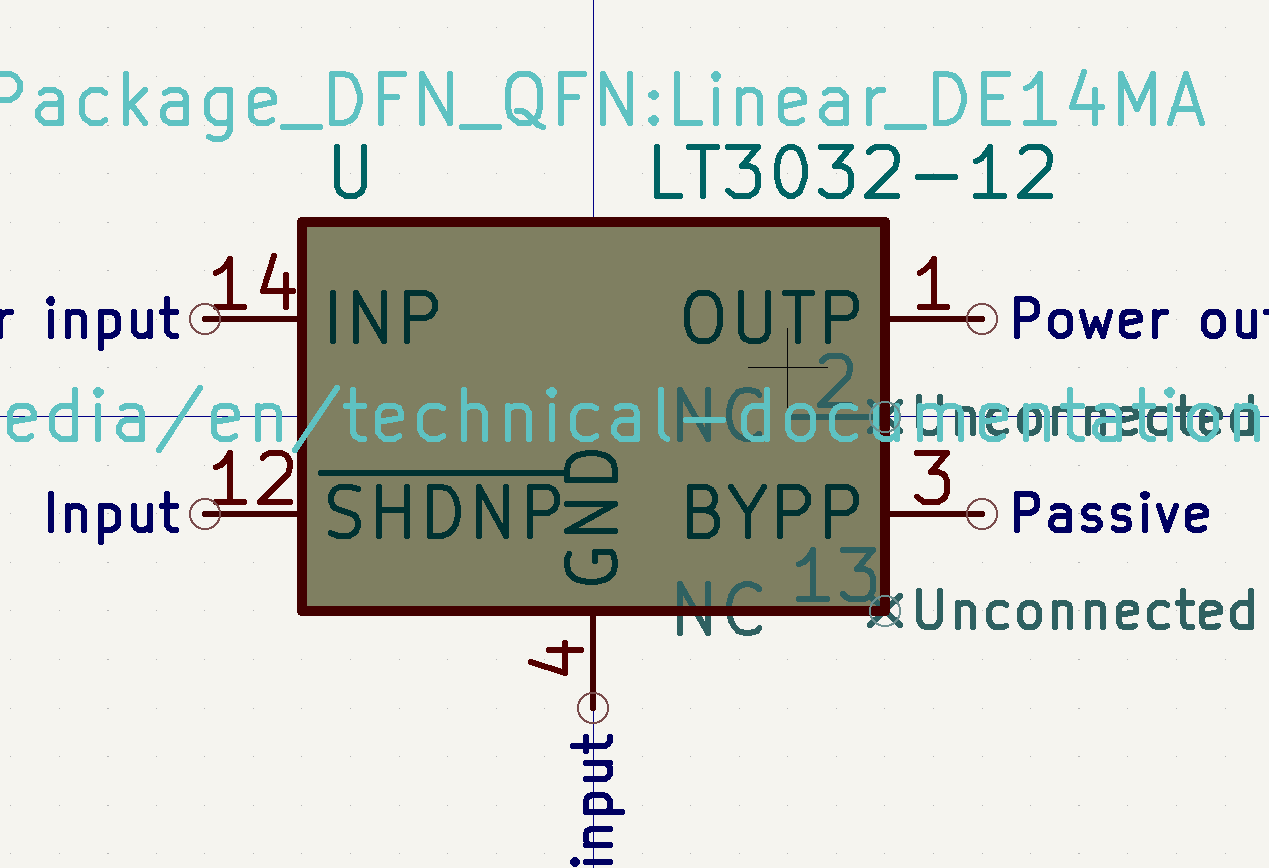 Package_DFN_QFN:Linear_DE14MA
U LT3032-12
14 1
r input INP OUTP Power out
2
edia/en/technical-documentation
NC Unconnected
12 3
Input SHDNP GND BYPP Passive
13
NC Unconnected
4
input